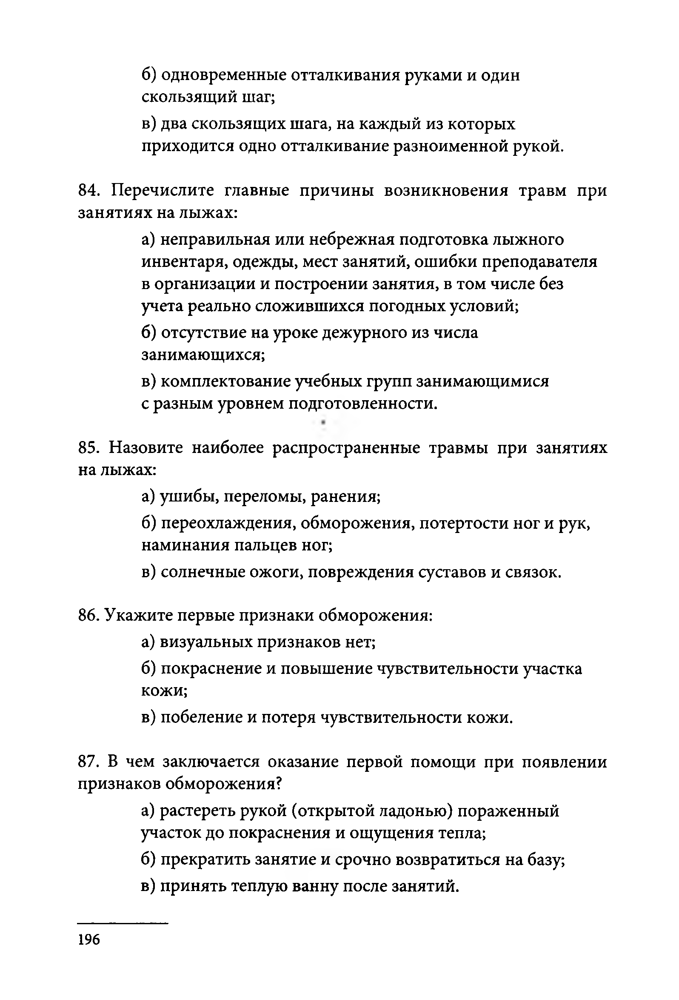 б) одновременные отталкивания руками и один
скользящий шаг;
в) два скользящих шага, на каждый из которых
приходится одно отталкивание разноименной рукой.
84. Перечислите главные причины возникновения травм при
занятиях на лыжах:
а) неправильная или небрежная подготовка лыжного
инвентаря, одежды, мест занятий, ошибки преподавателя
в организации и построении занятия, в том числе без
учета реально сложившихся погодных условий;
б) отсутствие на уроке дежурного из числа
занимающихся;
в) комплектование учебных групп занимающимися
с разным уровнем подготовленности.
85. Назовите наиболее распространенные травмы при занятиях
на лыжах:
а) ушибы, переломы, ранения;
б) переохлаждения, обморожения, потертости ног и рук,
наминания пальцев ног;
в) солнечные ожоги, повреждения суставов и связок.
86. Укажите первые признаки обморожения:
а) визуальных признаков нет;
б) покраснение и повышение чувствительности участка
кожи;
в) побеление и потеря чувствительности кожи.
87. В чем заключается оказание первой помощи при появлении
признаков обморожения?
а) растереть рукой (открытой ладонью) пораженный
участок до покраснения и ощущения тепла;
б) прекратить занятие и срочно возвратиться на базу;
в) принять теплую ванну после занятий.
196